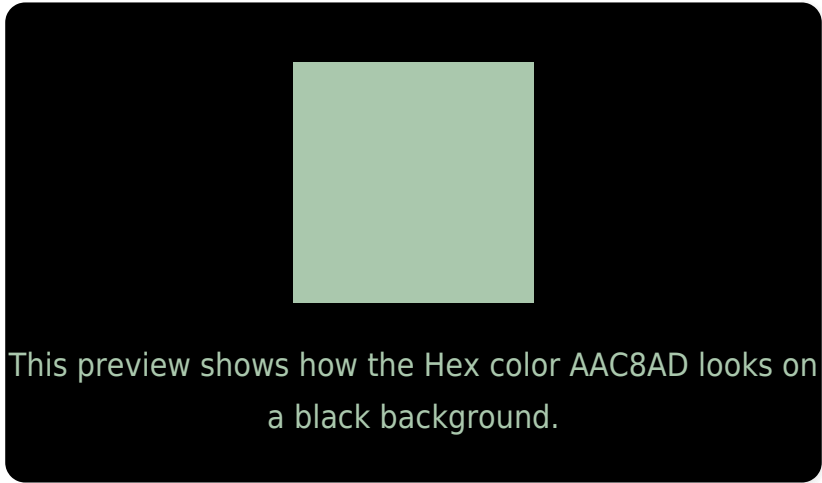 This preview shows how the Hex color AAC8AD looks on
a black background.